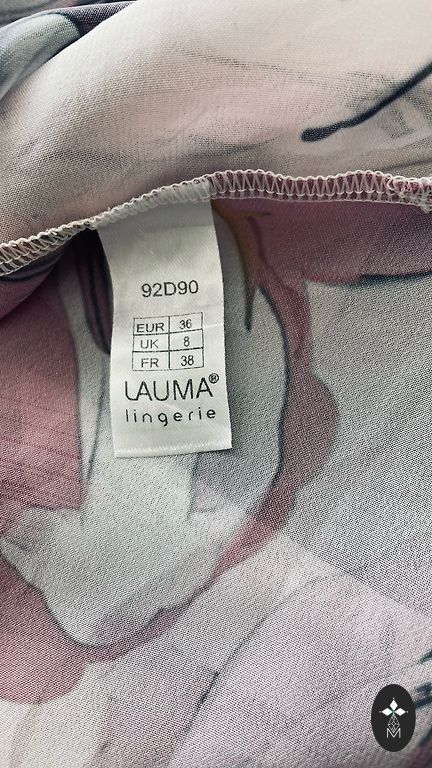 92D90
EUR 36
UK 8
FR 38
LAUMA®
lingerie